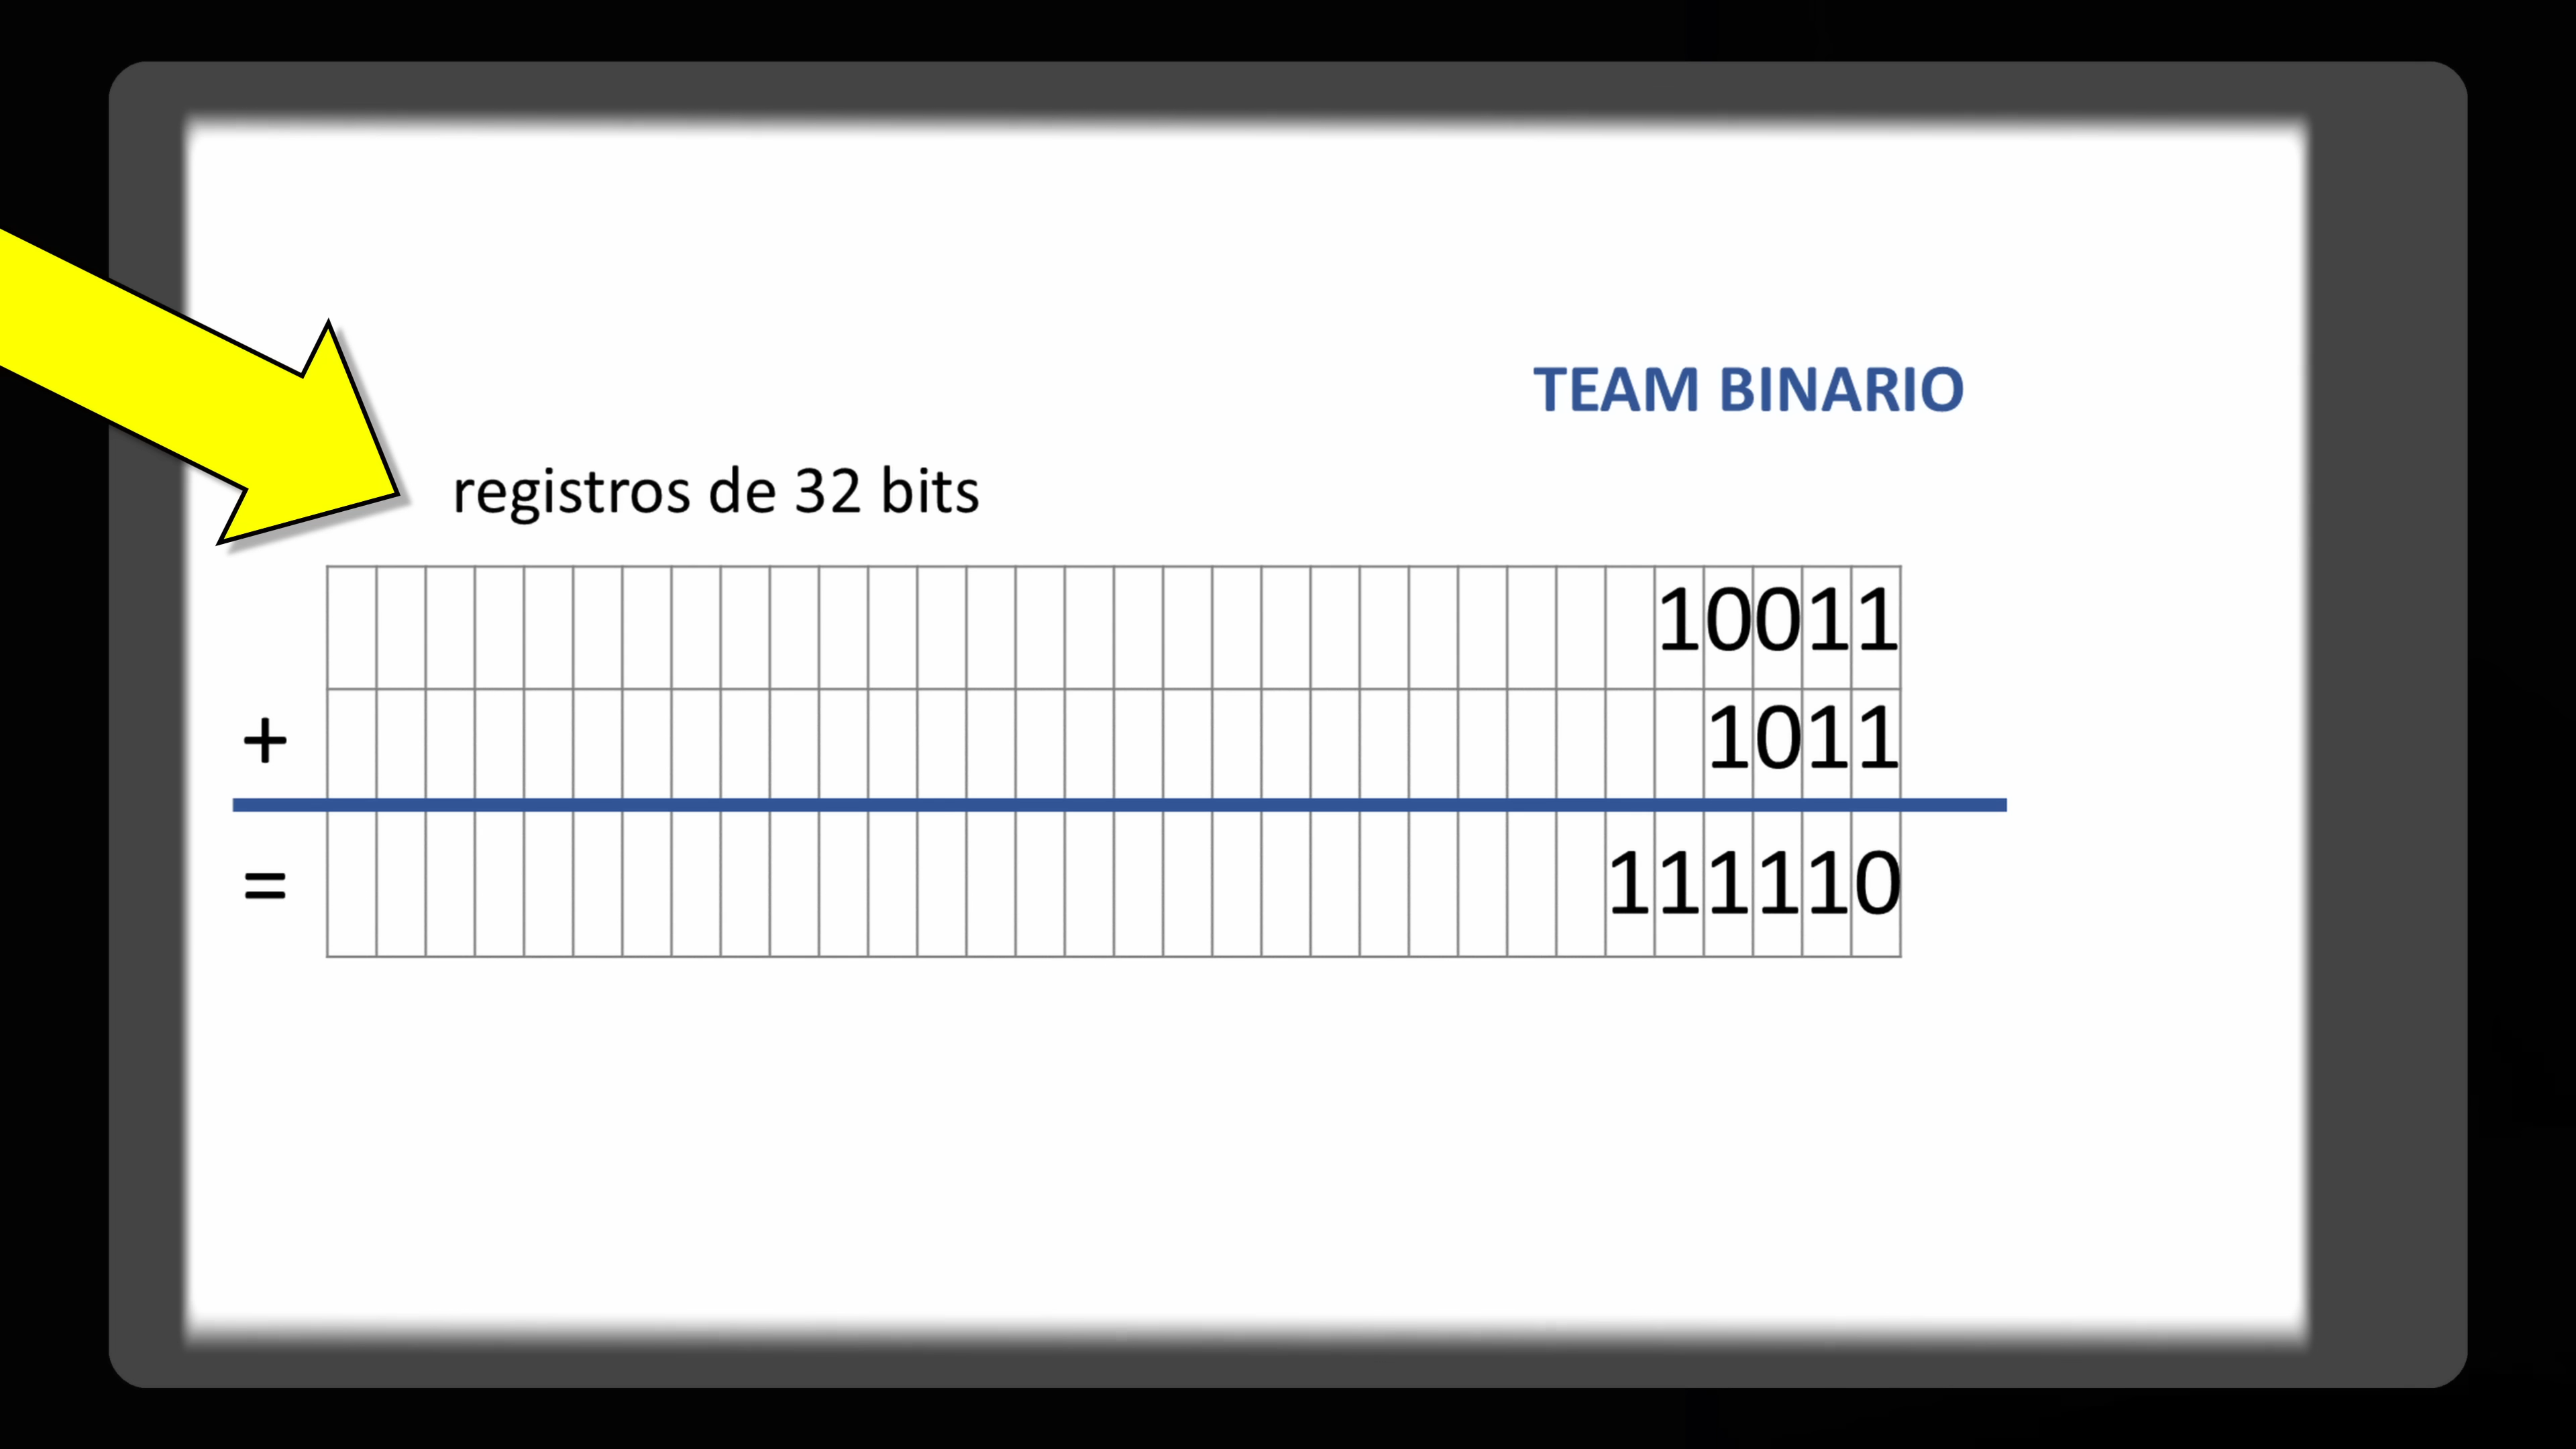 TEAM BINARIO
registros de 32 bits
10011
+ 1011
= 111110